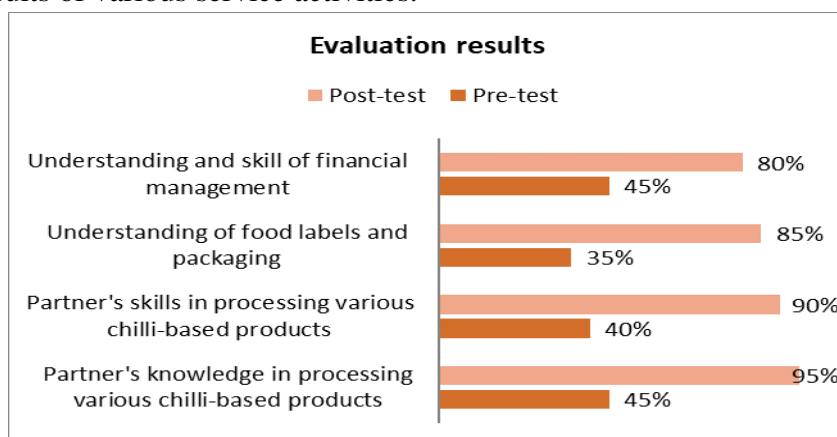 Evaluation results
Post-test Pre-test
Understanding and skill of financial
management
80%
45%
Understanding of food labels and
packaging
85%
35%
Partner's skills in processing various
chilli-based products
90%
40%
Partner's knowledge in processing
various chilli-based products
95%
45%